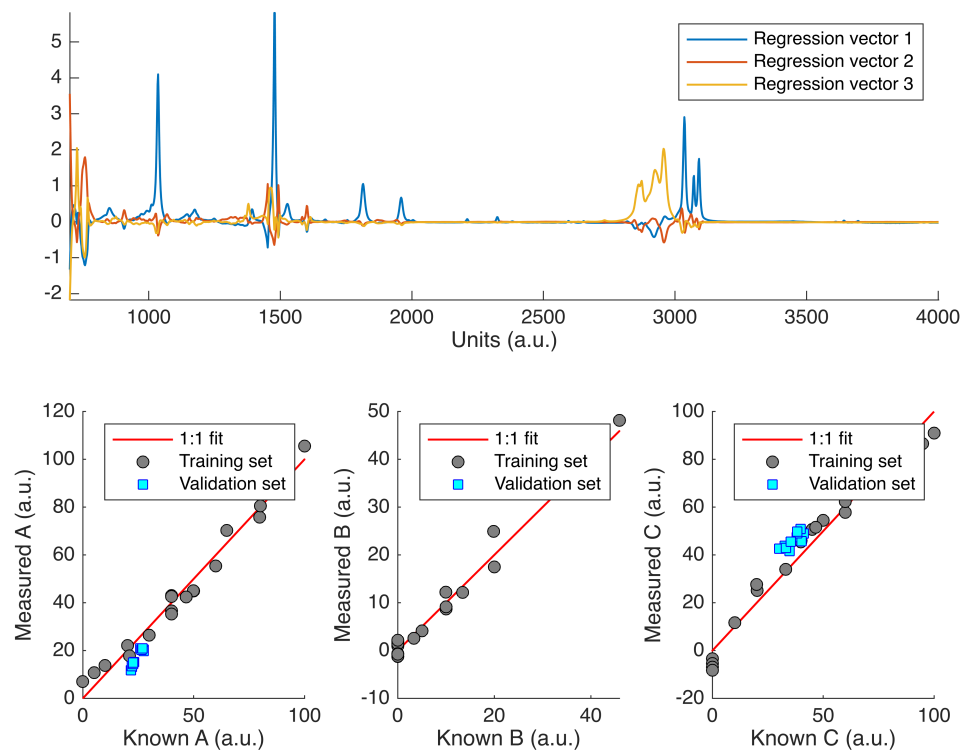 5
4
3
2
1
0
-1
-2
Regression vector 1
Regression vector 2
Regression vector 3
1000 1500 2000 2500 3000 3500 4000
Units (a.u.)
120
100
80
60
40
20
0
Measured A (a.u.)
1:1 fit
Training set
Validation set
0 50 100
Known A (a.u.)
50
40
30
20
10
0
-10
Measured B (a.u.)
1:1 fit
Training set
Validation set
0 20 40
Known B (a.u.)
100
80
60
40
20
0
-20
Measured C (a.u.)
1:1 fit
Training set
Validation set
0 50 100
Known C (a.u.)